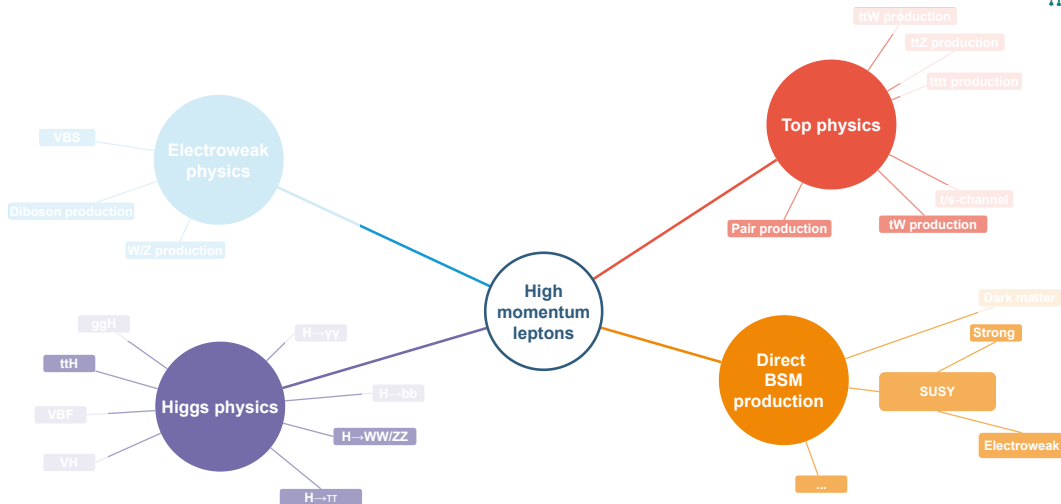 ttW production
ttZ production
tttt production
Top physics
t/s-channel
tW production
Pair production
Electroweak
physics
VBS
Diboson production
W/Z production
High
momentum
leptons
ggH
ttH
VBF
VH
Higgs physics
H→γγ
H→bb
H→WW/ZZ
H→ττ
Direct
BSM
production
Dark matter
Strong
SUSY
Electroweak
...